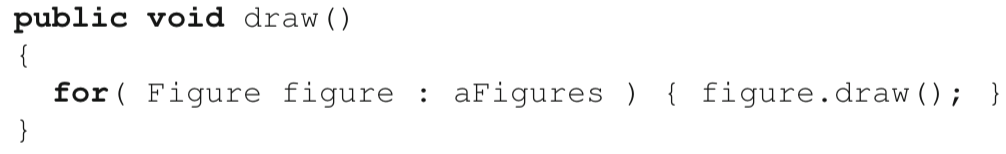 public void draw()
{
  for( Figure figure : aFigures ) { figure.draw(); }
}